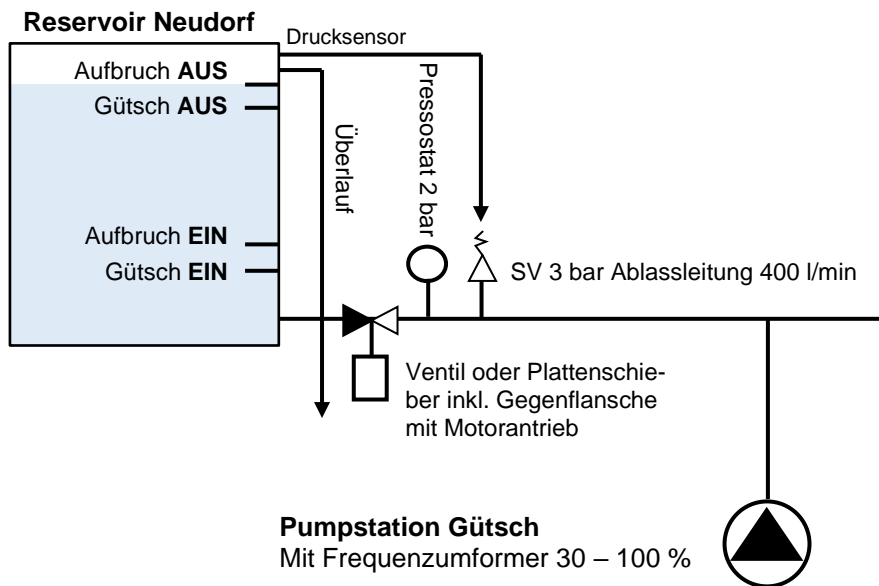 Reservoir Neudorf
Drucksensor
Aufbruch AUS
Gütsch AUS
Überlauf
Pressostat 2 bar
Aufbruch EIN
Gütsch EIN
SV 3 bar Ablassleitung 400 l/min
Ventil oder Plattenschie-
ber inkl. Gegenflansche
mit Motorantrieb
Pumpstation Gütsch
Mit Frequenzumformer 30 – 100 %